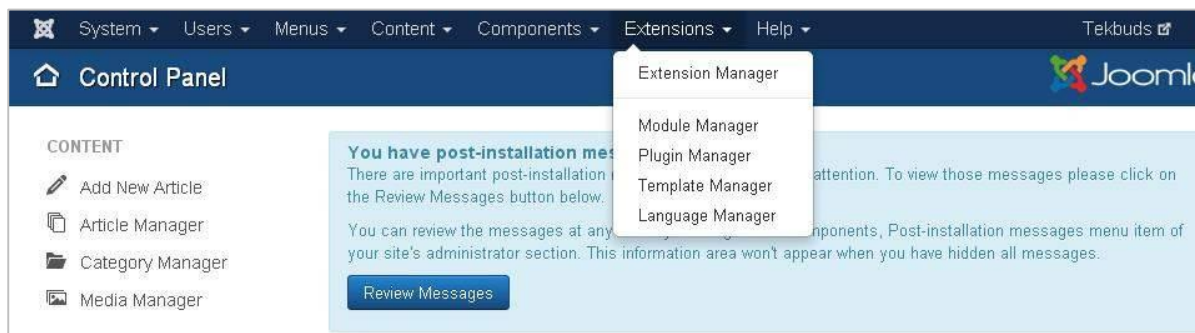 System Users Menus Content Components Extensions Help Tekbuds
Control Panel
Extension Manager
Module Manager
Plugin Manager
Template Manager
Language Manager
CONTENT
Add New Article
Article Manager
Category Manager
Media Manager
You have post-installation
There are important post-installation attention. To view those messages please click on
the Review Messages button below.
You can review the messages at any Post-installation messages menu item of
your site's administrator section. This information area won't appear when you have hidden all messages.
Review Messages